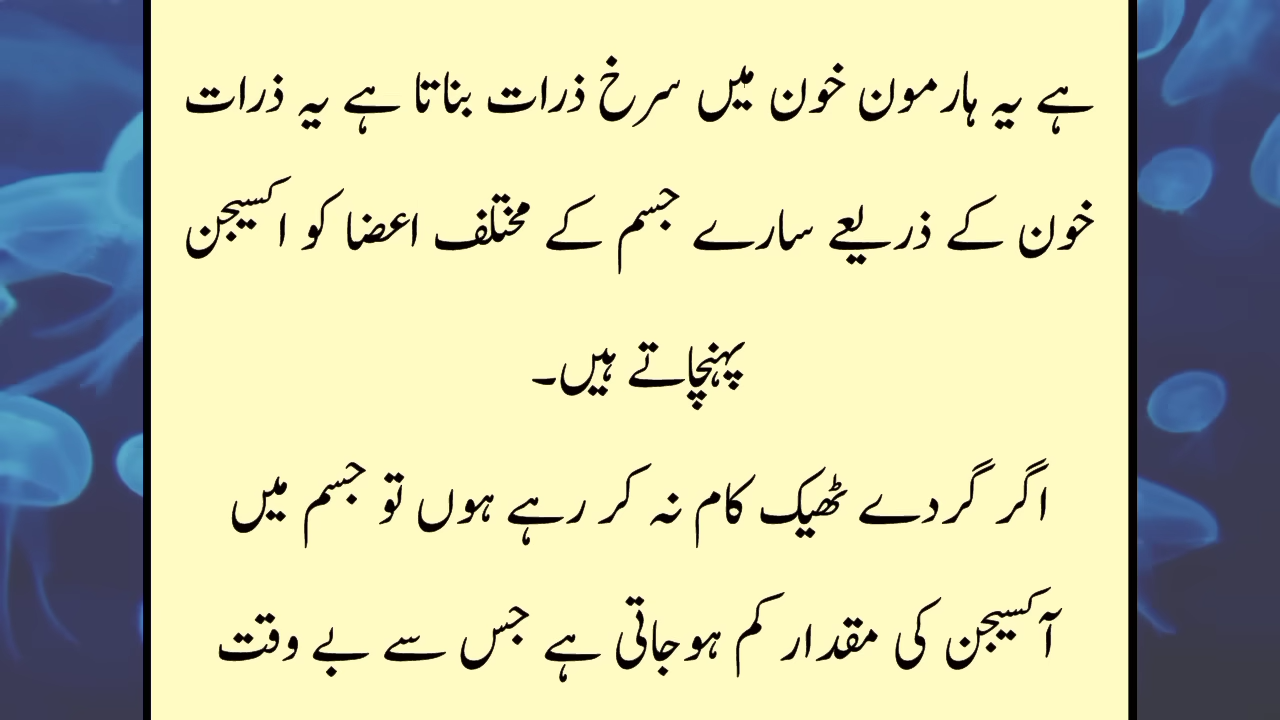 ہے یہ ہارمون خون میں سرخ ذرات بناتا ہے یہ ذرات
خون کے ذریعے سارے جسم کے مختلف اعضا کو اکسیجن
پہنچاتے ہیں۔
اگر گردے ٹھیک کام نہ کر رہے ہوں تو جسم میں
آکسیجن کی مقدار کم ہوجاتی ہے جس سے بے وقت